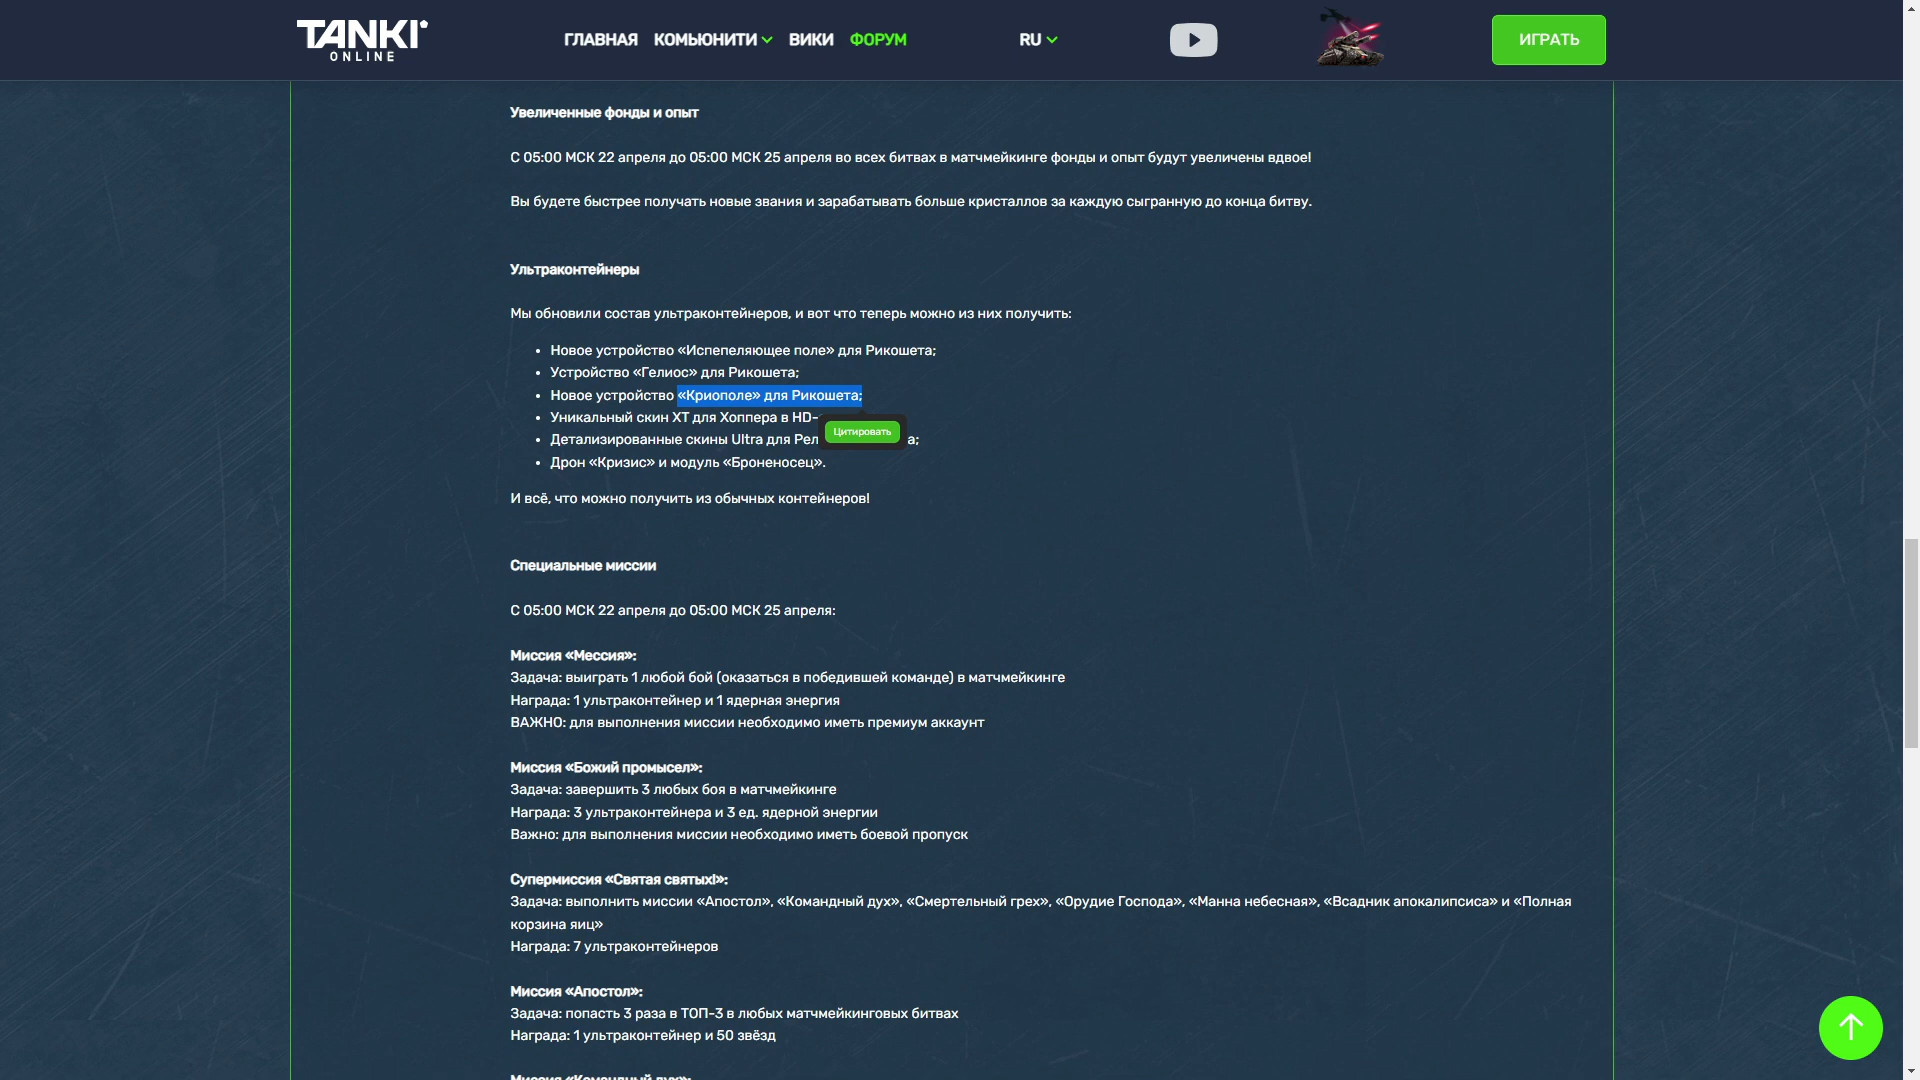 TANKI
ONLINE
ГЛАВНАЯ КОМЬЮНИТИ ВИКИ ФОРУМ RU ИГРАТЬ
Увеличенные фонды и опыт
С 05:00 МСК 22 апреля до 05:00 МСК 25 апреля во всех битвах в матчмейкинге фонды и опыт будут увеличены вдвое!
Вы будете быстрее получать новые звания и зарабатывать больше кристаллов за каждую сыгранную до конца битву.
Ультраконтейнеры
Мы обновили состав ультраконтейнеров, и вот что теперь можно из них получить:
• Новое устройство «Испепеляющее поле» для Рикошета;
• Устройство «Гелиос» для Рикошета;
• Новое устройство «Криополе» для Рикошета;
• Уникальный скин XT для Хоппера в HD-
Цитировать
• Детализированные скины Ultra для Рел а;
• Дрон «Кризис» и модуль «Броненосец».
И всё, что можно получить из обычных контейнеров!
Специальные миссии
С 05:00 МСК 22 апреля до 05:00 МСК 25 апреля:
Миссия «Мессия»:
Задача: выиграть 1 любой бой (оказаться в победившей команде) в матчмейкинге
Награда: 1 ультраконтейнер и 1 ядерная энергия
ВАЖНО: для выполнения миссии необходимо иметь премиум аккаунт
Миссия «Божий промысел»:
Задача: завершить 3 любых боя в матчмейкинге
Награда: 3 ультраконтейнера и 3 ед. ядерной энергии
Важно: для выполнения миссии необходимо иметь боевой пропуск
Супермиссия «Святая святых!»:
Задача: выполнить миссии «Апостол», «Командный дух», «Смертельный грех», «Орудие Господа», «Манна небесная», «Всадник апокалипсиса» и «Полная
корзина яиц»
Награда: 7 ультраконтейнеров
Миссия «Апостол»:
Задача: попасть 3 раза в ТОП-3 в любых матчмейкинговых битвах
Награда: 1 ультраконтейнер и 50 звёзд
Миссия «Командный дух»: